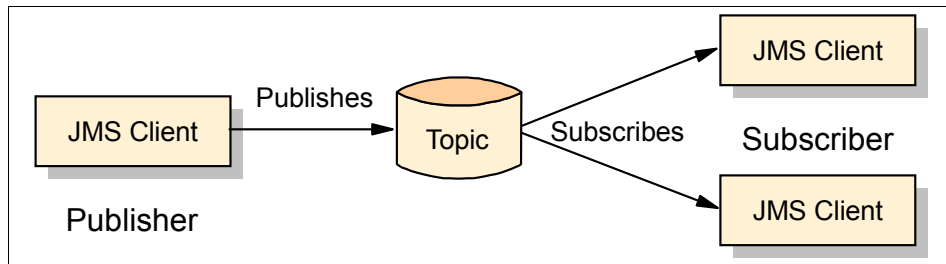 JMS Client
Publisher
Publishes
Topic
Subscribes
JMS Client
Subscriber
JMS Client